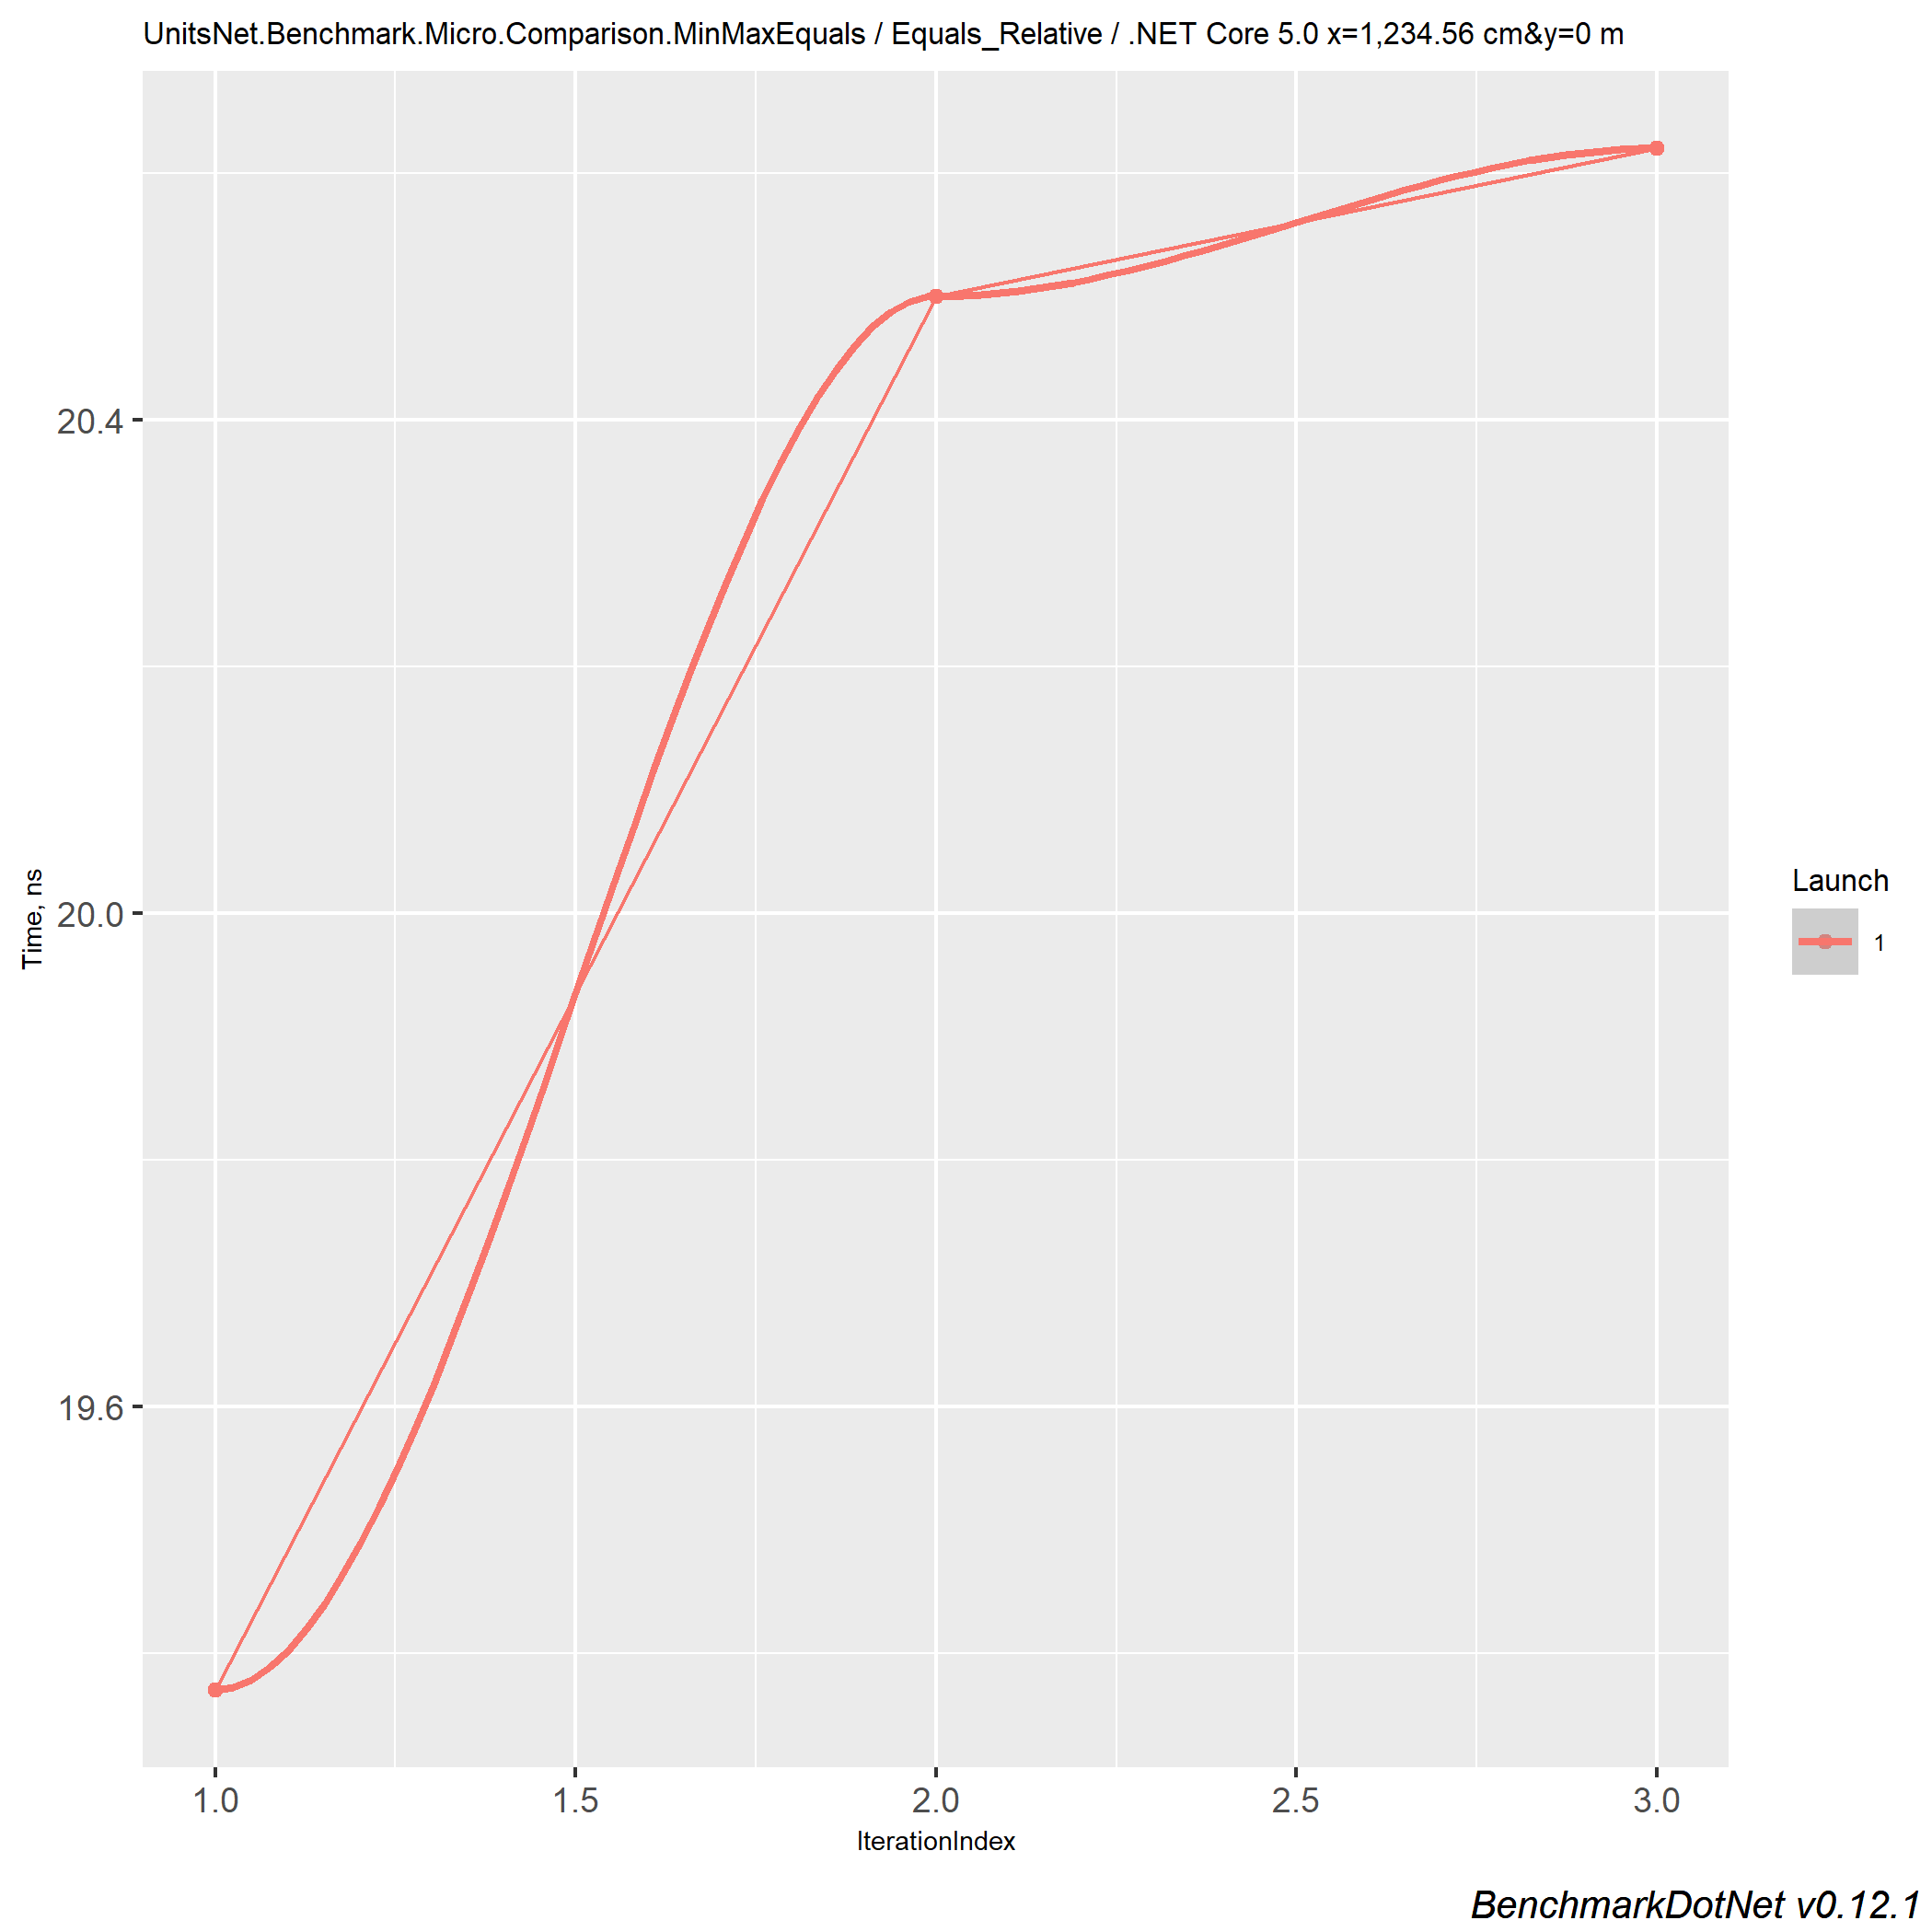 UnitsNet.Benchmark.Micro.Comparison.MinMaxEquals / Equals_Relative / .NET Core 5.0 x=1,234.56 cm&y=0 m
20.4
20.0
19.6
Time, ns
1.0 1.5 2.0 2.5 3.0
IterationIndex
Launch
1
BenchmarkDotNet v0.12.1